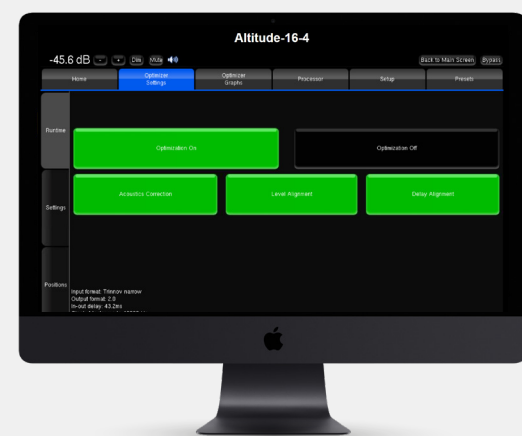 Altitude-16-4
-45.6 dB - + Dim Mute Back to Main Screen Bypass
Home Optimizer Settings Optimizer Graphs Processor Setup Presets
Runtime
Optimization On Optimization Off
Acoustics Correction Level Alignment Delay Alignment
Settings
Positions
Input format: Trinnov narrow
Output format: 2.0
In-out delay: 43.2ms